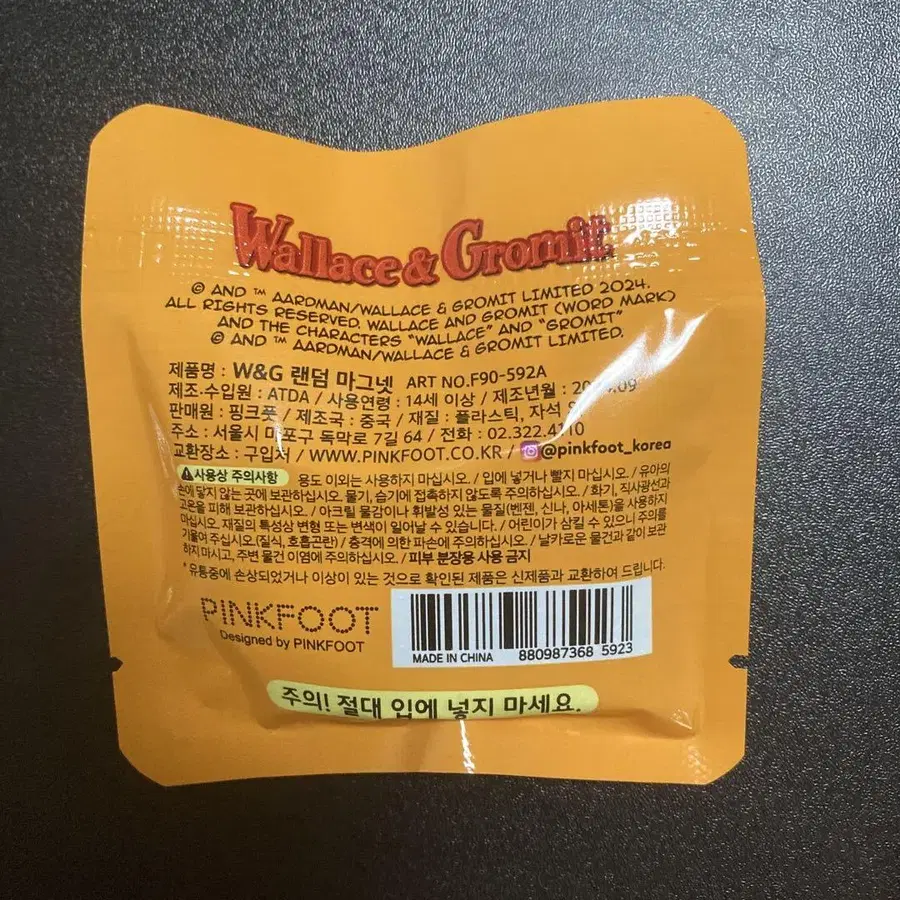 Wallace & Gromit
© AND ™ AARDMAN/WALLACE & GROMIT LIMITED 2024.
ALL RIGHTS RESERVED. WALLACE AND GROMIT (WORD MARK)
AND THE CHARACTERS "WALLACE" AND "GROMIT"
© AND ™ AARDMAN/WALLACE & GROMIT LIMITED.
제품명 : W&G 랜덤 마그넷 ART NO.F90-592A
제조.수입원 : ATDA / 사용연령 : 14세 이상 / 제조년월 :
판매원 : 핑크풋 / 제조국 : 중국 / 재질 : 플라스틱, 자석
주소 : 서울시 마포구 독막로 7길 64 / 전화 : 02.322.4110
교환장소 : 구입처 / WWW.PINKFOOT.CO.KR / @pinkfoot_korea
사용상 주의사항 용도 이외는 사용하지 마십시오. / 입에 넣거나 빨지 마십시오. / 유아의
손에 닿지 않는 곳에 보관하십시오. 물기, 습기에 접촉하지 않도록 주의하십시오. / 화기, 직사광선과
고온을 피해 보관하십시오. / 아크릴 물감이나 휘발성 있는 물질(벤젠, 신나, 아세톤)을 사용하지
마십시오. 재질의 특성상 변형 또는 변색이 일어날 수 있습니다. / 어린이가 삼킬 수 있으니 주의를
기울여 주십시오.(질식, 호흡곤란) / 충격에 의한 파손에 주의하십시오. / 날카로운 물건과 같이 보관
하지 마시고, 주변 물건 이염에 주의하십시오. / 피부 분장용 사용 금지
* 유통중에 손상되었거나 이상이 있는 것으로 확인된 제품은 신제품과 교환하여 드립니다.
PINKFOOT
Designed by PINKFOOT
MADE IN CHINA 880987368 5923
주의! 절대 입에 넣지 마세요.